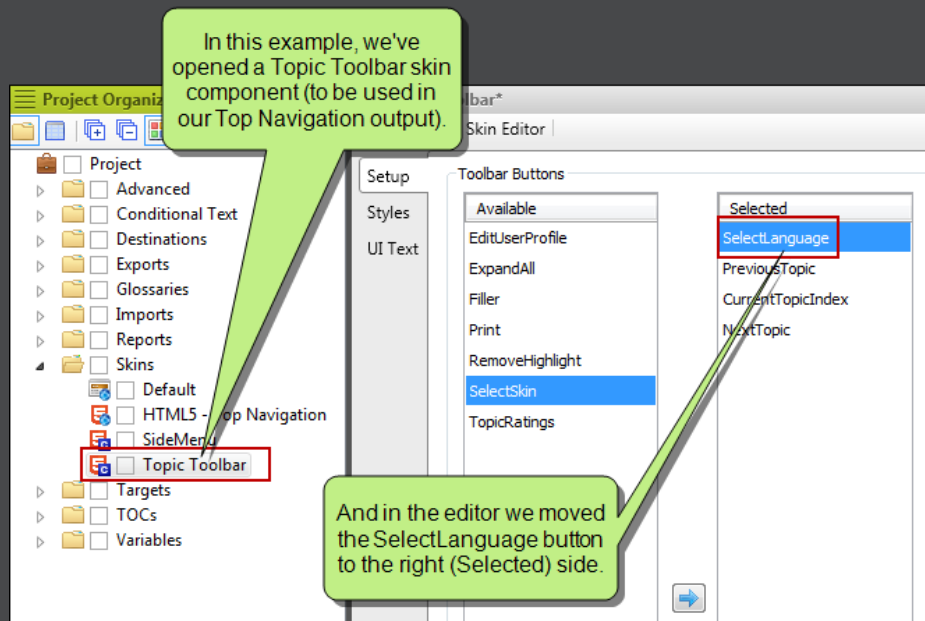 In this example, we've
opened a Topic Toolbar skin
component (to be used in
our Top Navigation output).
Project
lbar*
Skin Editor
Project
Advanced
Conditional Text
Destinations
Exports
Glossaries
Imports
Reports
Skins
Default
HTML5 - Navigation
SideMenu
Topic Toolbar
Targets
TOCs
Variables
Setup
Styles
UI Text
Toolbar Buttons
Available
EditUserProfile
ExpandAll
Filler
Print
RemoveHighlight
SelectSkin
TopicRatings
Selected
SelectLanguage
PreviousTopic
CurrentTopicIndex
NextTopic
And in the editor we moved
the SelectLanguage button
to the right (Selected) side.